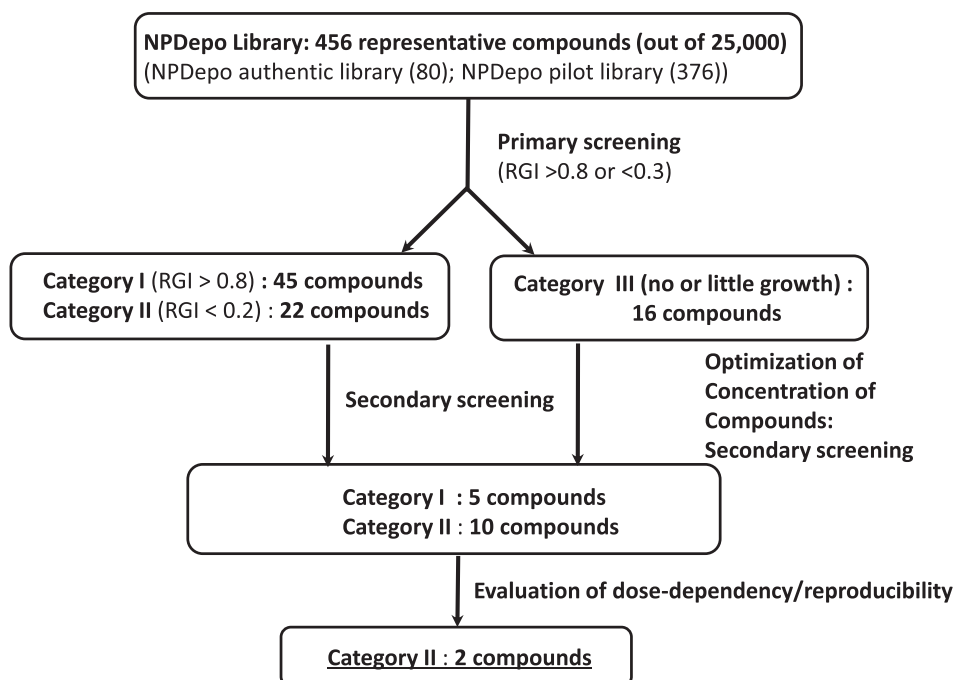 NPDepo Library: 456 representative compounds (out of 25,000)
(NPDepo authentic library (80); NPDepo pilot library (376))
Primary screening
(RGI >0.8 or <0.3)
Category I (RGI > 0.8) : 45 compounds
Category II (RGI < 0.2) : 22 compounds
Category III (no or little growth) :
16 compounds
Secondary screening
Optimization of
Concentration of
Compounds:
Secondary screening
Category I : 5 compounds
Category II : 10 compounds
Evaluation of dose-dependency/reproducibility
Category II : 2 compounds